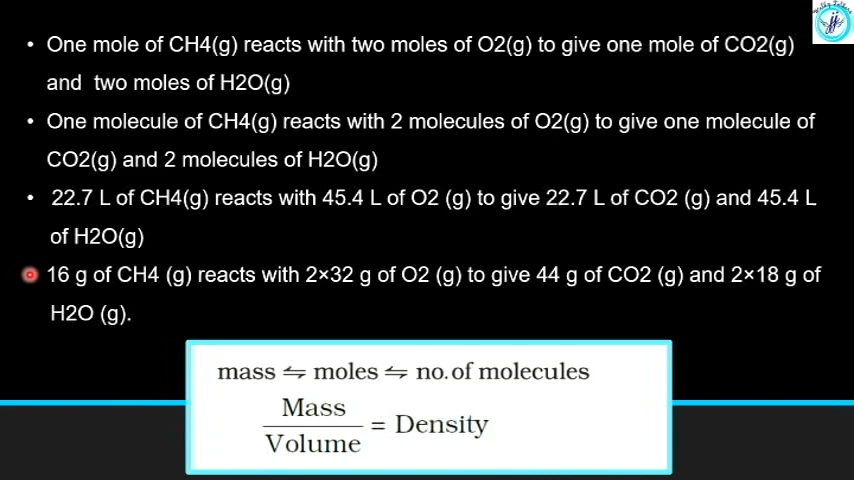 • One mole of CH4(g) reacts with two moles of O2(g) to give one mole of CO2(g)
and two moles of H2O(g)
• One molecule of CH4(g) reacts with 2 molecules of O2(g) to give one molecule of
CO2(g) and 2 molecules of H2O(g)
• 22.7 L of CH4(g) reacts with 45.4 L of O2 (g) to give 22.7 L of CO2 (g) and 45.4 L
of H2O(g)
16 g of CH4 (g) reacts with 2×32 g of O2 (g) to give 44 g of CO2 (g) and 2×18 g of
H2O (g).
mass ⇋ moles ⇋ no. of molecules
Mass
= Density
Volume